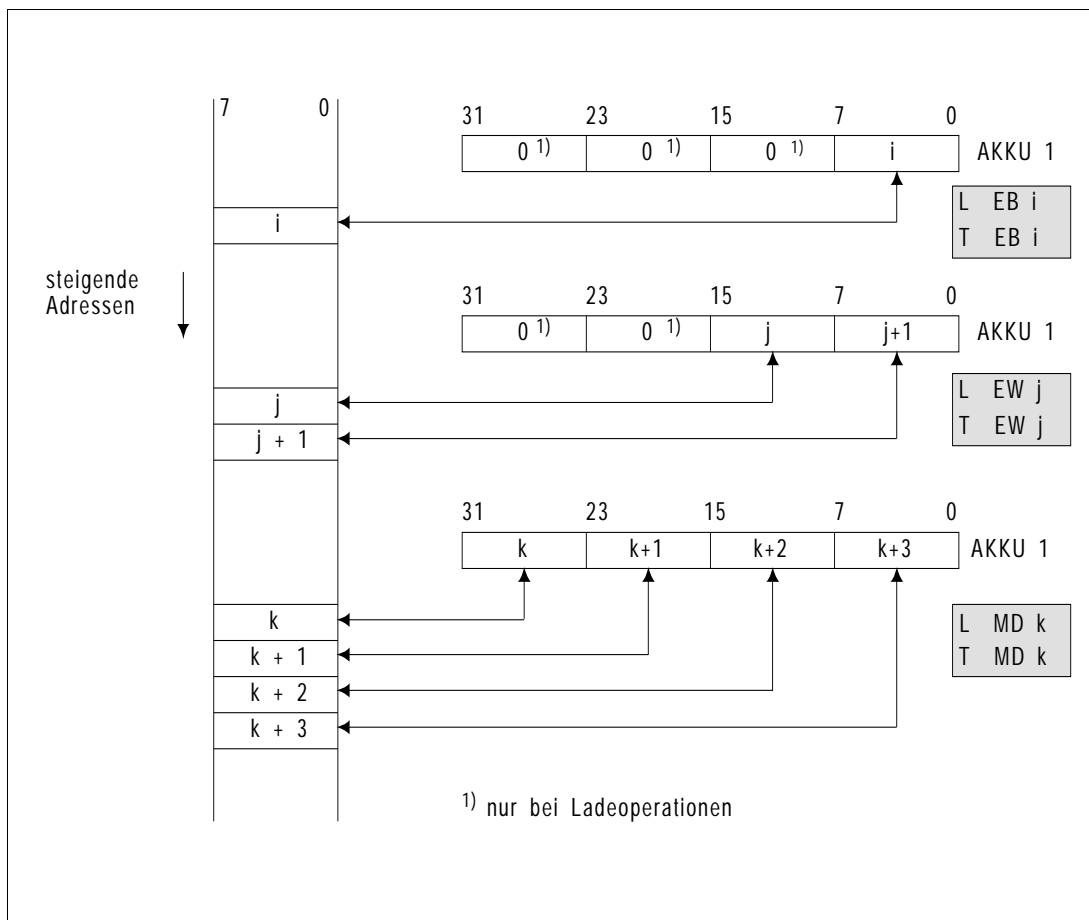 7 0
31 23 15 7 0
0 1) 0 1) 0 1) i AKKU 1
L EB i
T EB i
i
steigende
Adressen
31 23 15 7 0
0 1) 0 1) j j+1 AKKU 1
L EW j
T EW j
j
j + 1
31 23 15 7 0
k k+1 k+2 k+3 AKKU 1
L MD k
T MD k
k
k + 1
k + 2
k + 3
1) nur bei Ladeoperationen